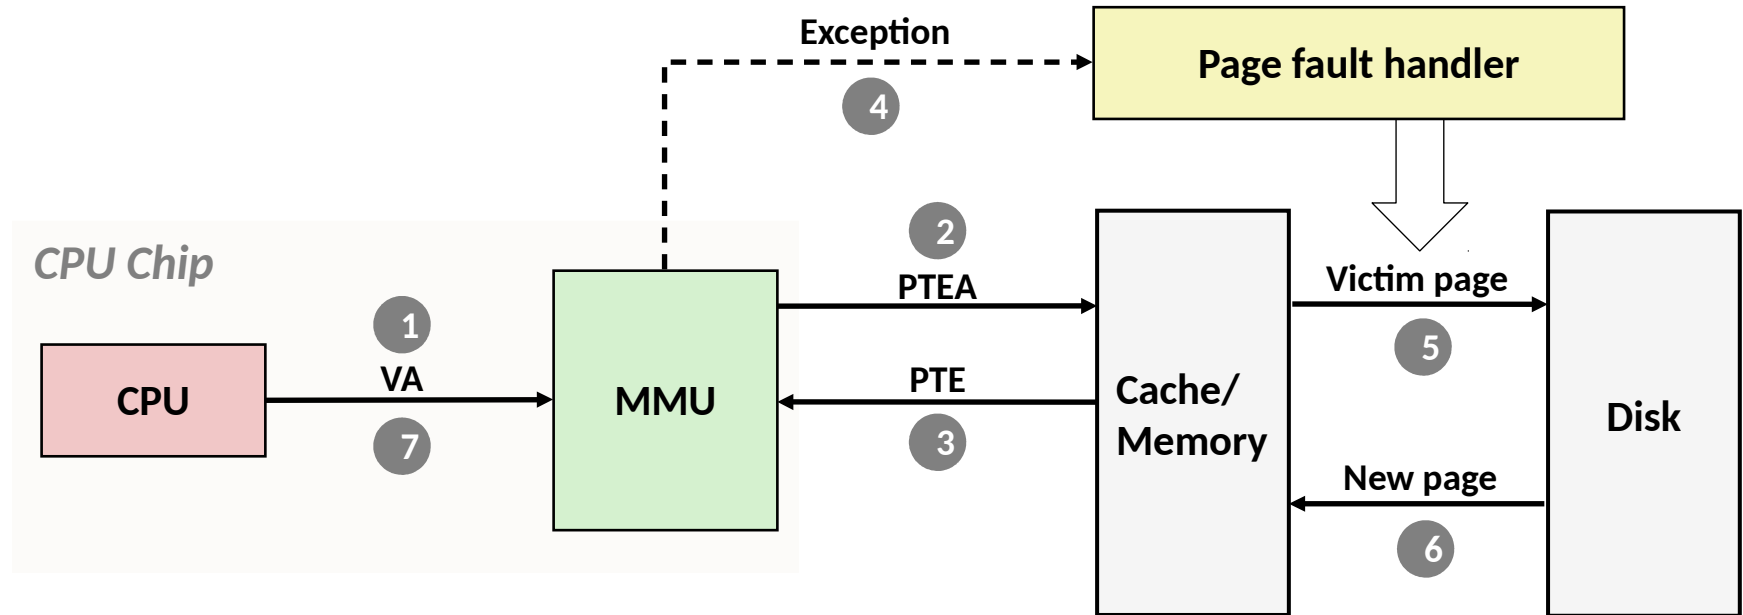 Exception
Page fault handler
4
2
CPU Chip
PTEA
Victim page
1
5
VA
PTE
CPU
MMU
Cache/
Memory
Disk
7
3
New page
6